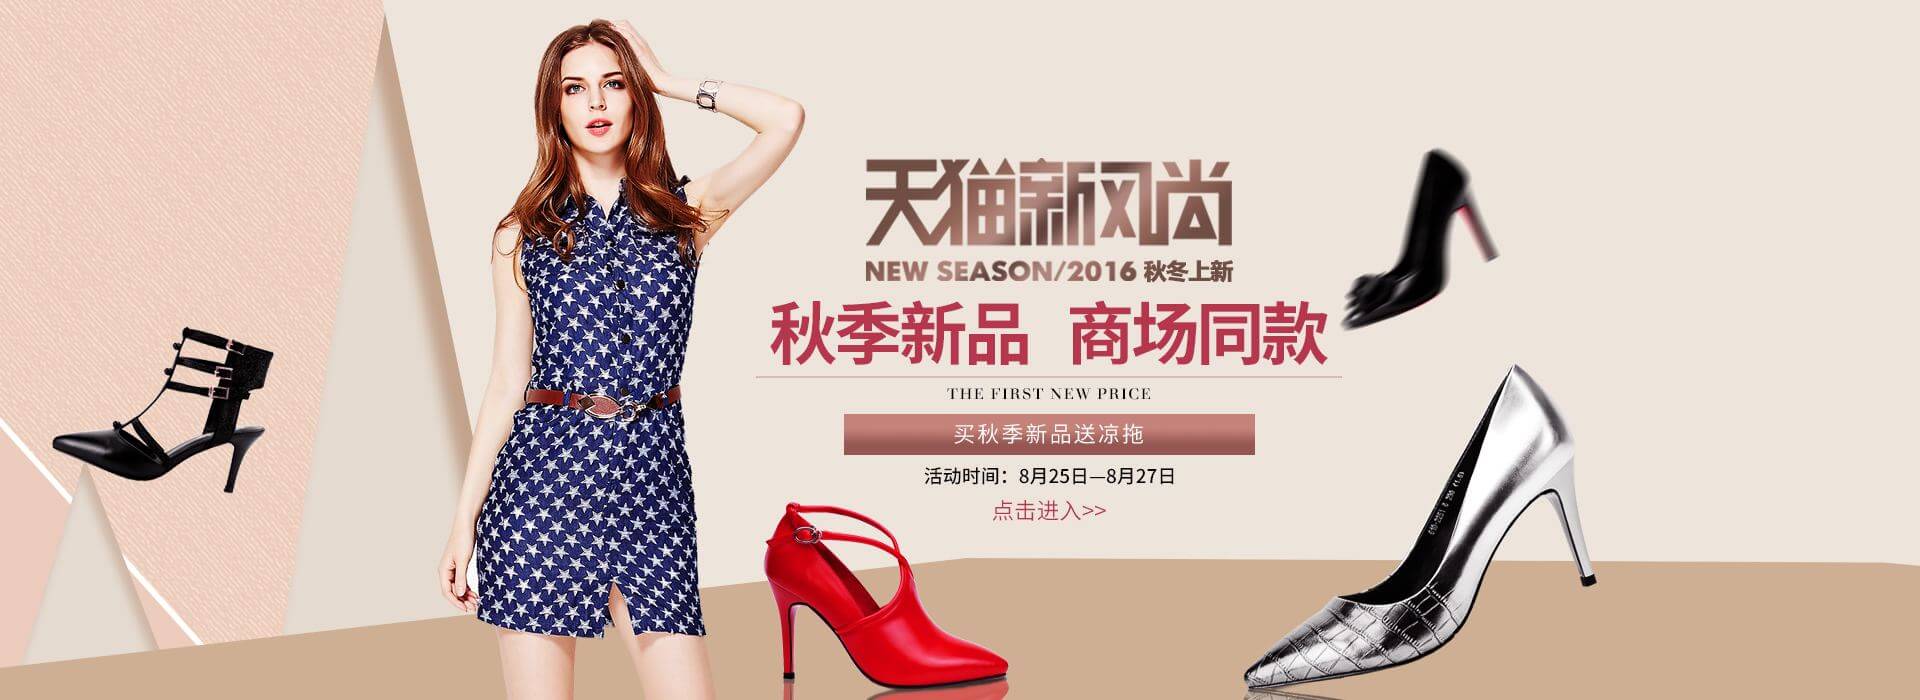 天猫新风尚
NEW SEASON/2016 秋冬上新
秋季新品 商场同款
THE FIRST NEW PRICE
买秋季新品送凉拖
活动时间：8月25日—8月27日
点击进入>>